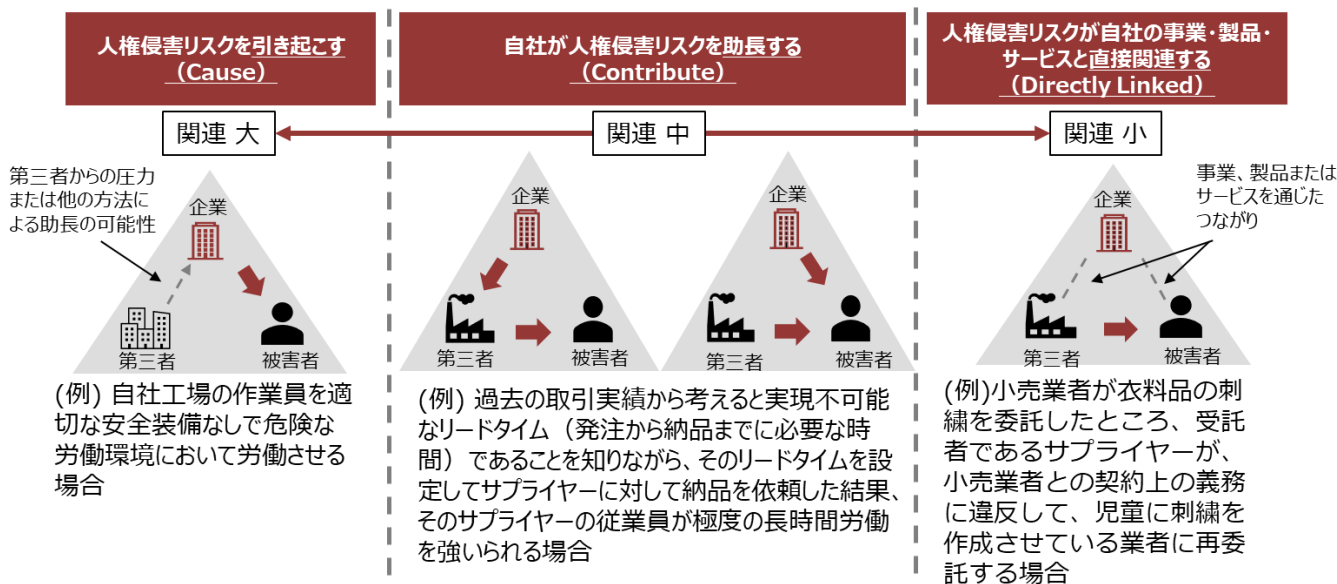 人権侵害リスクを引き起こす
（Cause）
自社が人権侵害リスクを助長する
（Contribute）
人権侵害リスクが自社の事業・製品・
サービスと直接関連する
（Directly Linked）
関連 大
関連 中
関連 小
第三者からの圧力
または他の方法に
よる助長の可能性
企業
第三者
被害者
企業
第三者
被害者
企業
第三者
被害者
事業、製品または
サービスを通じた
つながり
企業
第三者
被害者
(例) 自社工場の作業員を適
切な安全装備なしで危険な
労働環境において労働させる
場合
(例) 過去の取引実績から考えると実現不可能
なリードタイム（発注から納品までに必要な時
間）であることを知りながら、そのリードタイムを設
定してサプライヤーに対して納品を依頼した結果、
そのサプライヤーの従業員が極度の長時間労働
を強いられる場合
(例)小売業者が衣料品の刺
繍を委託したところ、受託
者であるサプライヤーが、
小売業者との契約上の義務
に違反して、児童に刺繍を
作成させている業者に再委
託する場合